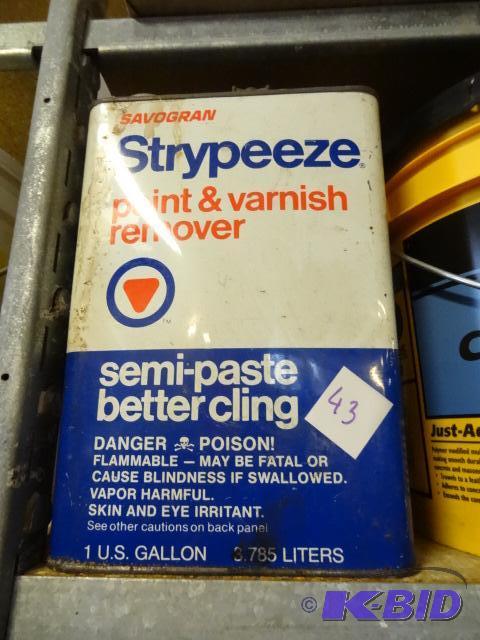 SAVOGRAN
Strypeeze®
paint & varnish
remover
TM
semi-paste
better cling
43
DANGER ☠ POISON!
FLAMMABLE — MAY BE FATAL OR
CAUSE BLINDNESS IF SWALLOWED.
VAPOR HARMFUL.
SKIN AND EYE IRRITANT.
See other cautions on back panel
1 U.S. GALLON 3.785 LITERS
Just-A
© K-BID